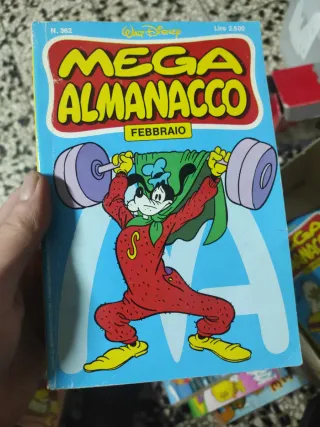 N. 362
Walt Disney
Lire 2.500
MEGA
ALMANACCO
FEBBRAIO
S